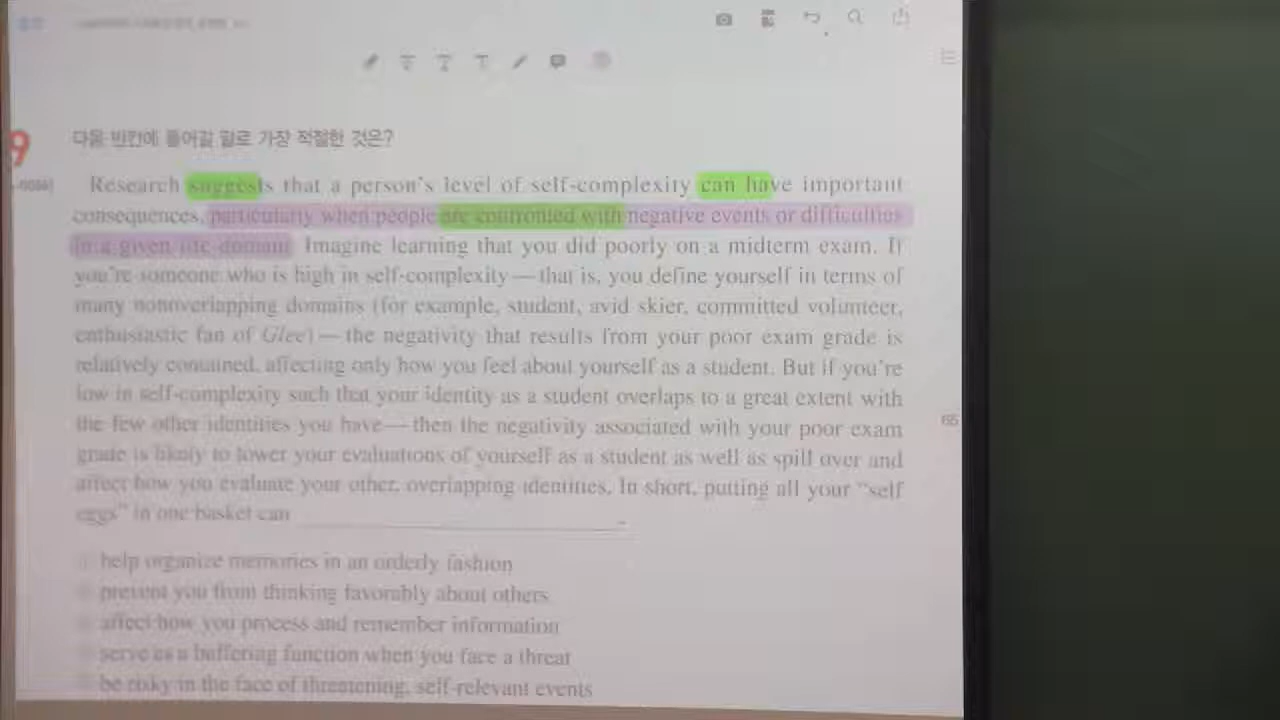 9
다음 빈칸에 들어갈 말로 가장 적절한 것은?
Research suggests that a person's level of self-complexity can have important
consequences, particularly when people are confronted with negative events or difficulties
in a given life domain. Imagine learning that you did poorly on a midterm exam. If
you're someone who is high in self-complexity—that is, you define yourself in terms of
many nonoverlapping domains (for example, student, avid skier, committed volunteer,
enthusiastic fan of Glee)—the negativity that results from your poor exam grade is
relatively contained, affecting only how you feel about yourself as a student. But if you're
low in self-complexity such that your identity as a student overlaps to a great extent with
the few other identities you have—then the negativity associated with your poor exam
grade is likely to lower your evaluations of yourself as a student as well as spill over and
affect how you evaluate your other, overlapping identities. In short, putting all your "self
eggs" in one basket can
65
help organize memories in an orderly fashion
prevent you from thinking favorably about others
affect how you process and remember information
serve as a buffering function when you face a threat
be risky in the face of threatening, self-relevant events